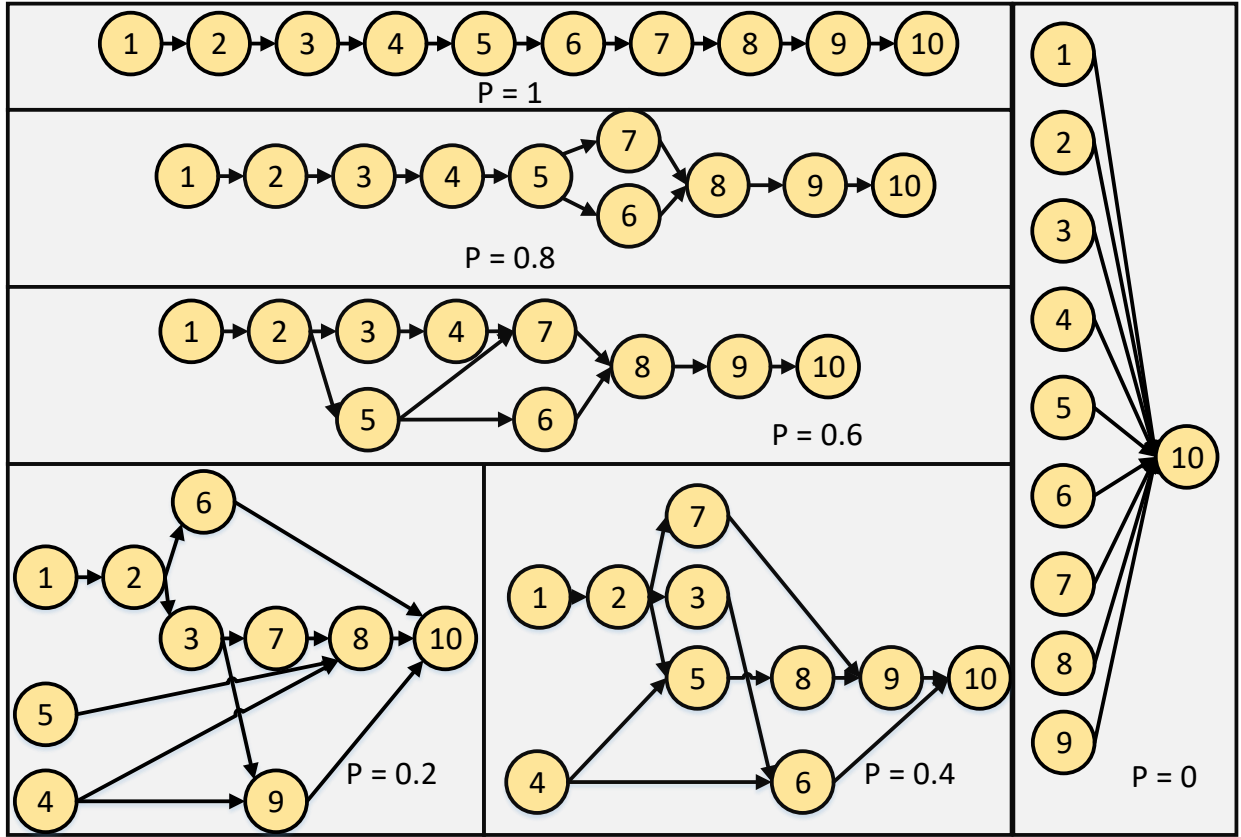 1 2 3 4 5 6 7 8 9 10
P = 1
1 2 3 4 5 7 6 8 9 10
P = 0.8
1 2 3 4 7 8 9 10
5 6
P = 0.6
6
1 2
3 7 8 10
5
4 9
P = 0.2
7
1 2 3
5 8 9 10
4 6
P = 0.4
1
2
3
4
5
10
6
7
8
9
P = 0